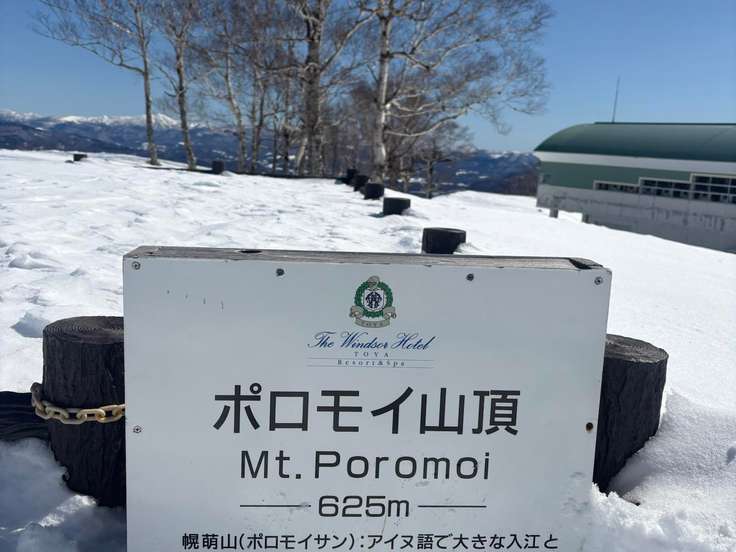 TOYA
The Windsor Hotel
TOYA
Resort & Spa
ポロモイ山頂
Mt. Poromoi
625m
幌萌山(ポロモイサン):アイヌ語で大きな入江と